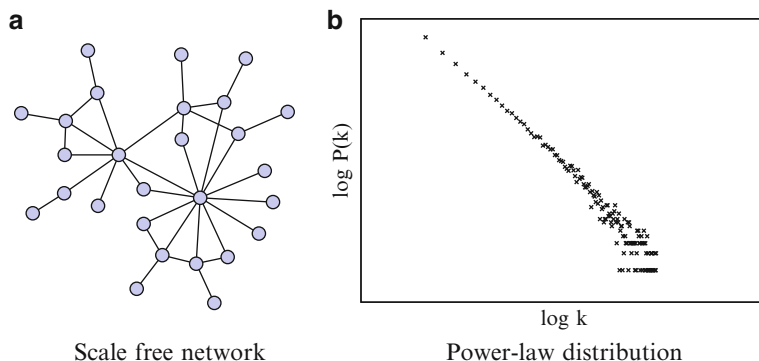 a
b
log P(k)
log k
Scale free network
Power-law distribution